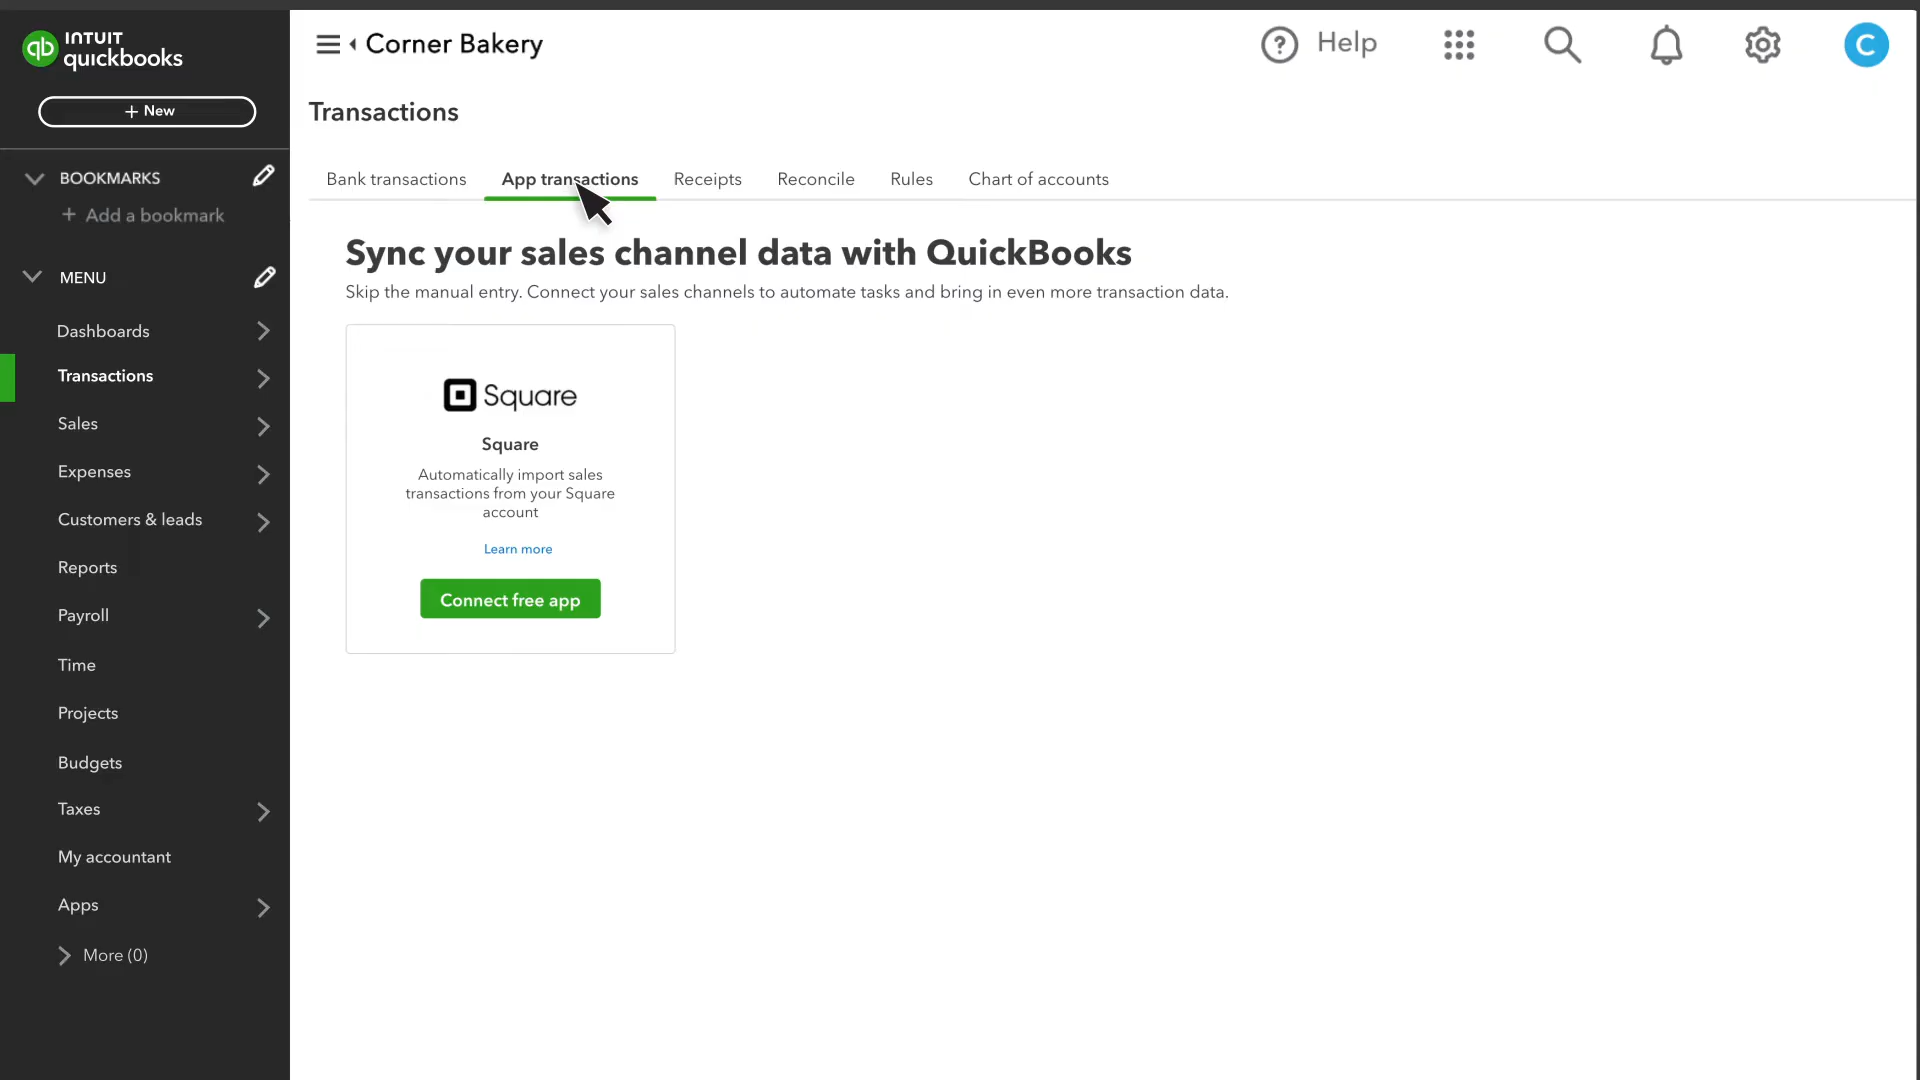 INTUIT
quickbooks
Corner Bakery
? Help
C
+ New
Transactions
BOOKMARKS
+ Add a bookmark
MENU
Dashboards
Transactions
Sales
Expenses
Customers & leads
Reports
Payroll
Time
Projects
Budgets
Taxes
My accountant
Apps
More (0)
Bank transactions App transactions Receipts Reconcile Rules Chart of accounts
Sync your sales channel data with QuickBooks
Skip the manual entry. Connect your sales channels to automate tasks and bring in even more transaction data.
Square
Square
Automatically import sales
transactions from your Square
account
Learn more
Connect free app